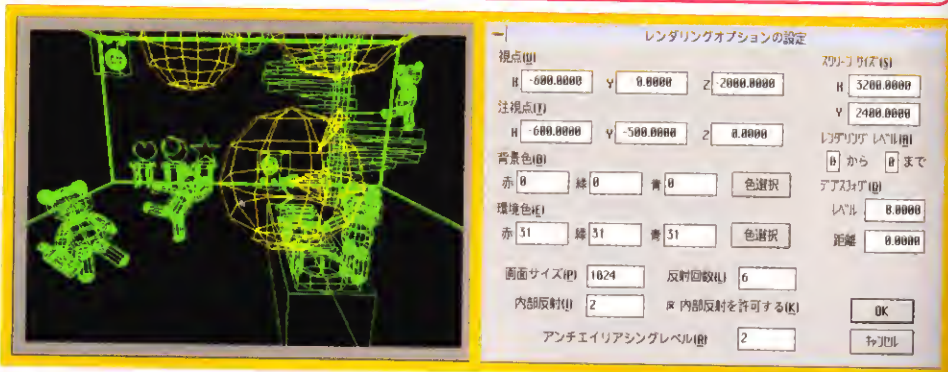 レンダリングオプションの設定
視点(U)
X -600.0000 Y 0.0000 Z -2000.0000
注視点(T)
X -600.0000 Y -500.0000 Z 0.0000
背景色(B)
赤 0 緑 0 青 0 色選択
環境色(E)
赤 31 緑 31 青 31 色選択
画面サイズ(P) 1024 反射回数(L) 6
内部反射(I) 2 内部反射を許可する(K)
アンチエイリアシングレベル(A) 2
スクリーン サイズ(S)
X 3200.0000
Y 2400.0000
レンダリング レベル(R)
0 から 0 まで
デプスフォグ(D)
レベル 0.0000
距離 0.0000
OK
キャンセル